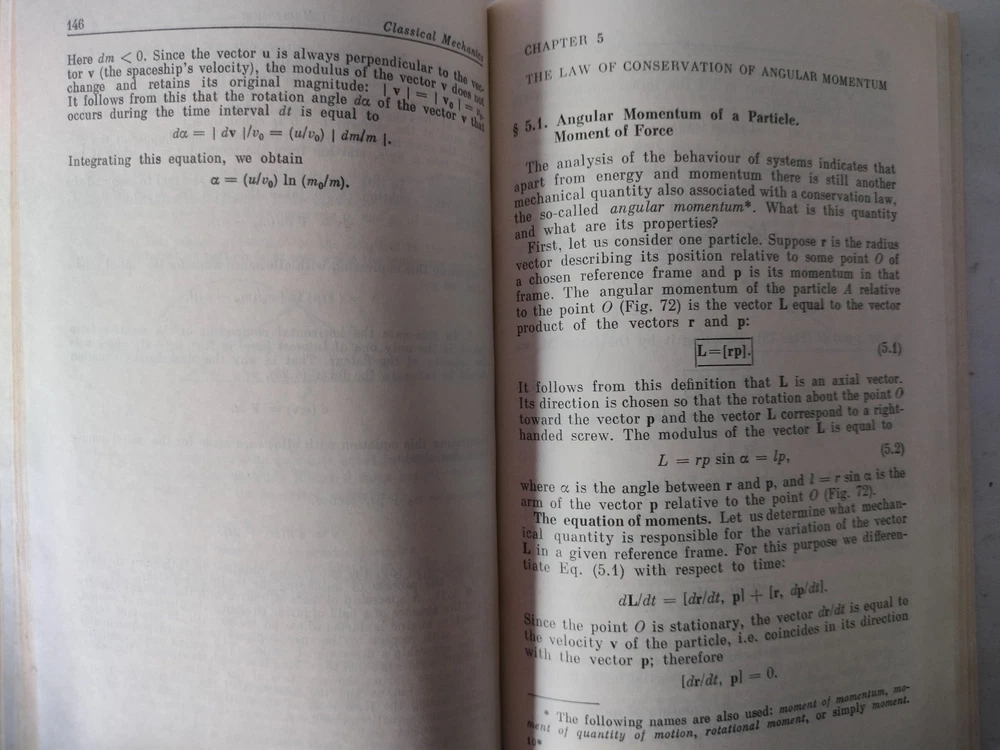 146
Classical Mechanics
Here dm < 0. Since the vector u is always perpendicular to the vec-
tor v (the spaceship's velocity), the modulus of the vector v does not
change and retains its original magnitude: | v | = | v₀ | = v₀.
It follows from this that the rotation angle dα of the vector v that
occurs during the time interval dt is equal to
dα = | dv |/v₀ = (u/v₀) | dm/m |.
Integrating this equation, we obtain
α = (u/v₀) ln (m₀/m).
CHAPTER 5
THE LAW OF CONSERVATION OF ANGULAR MOMENTUM
§ 5.1. Angular Momentum of a Particle.
Moment of Force
The analysis of the behaviour of systems indicates that
apart from energy and momentum there is still another
mechanical quantity also associated with a conservation law,
the so-called angular momentum*. What is this quantity
and what are its properties?
First, let us consider one particle. Suppose r is the radius
vector describing its position relative to some point O of
a chosen reference frame and p is its momentum in that
frame. The angular momentum of the particle A relative
to the point O (Fig. 72) is the vector L equal to the vector
product of the vectors r and p:
L=[rp]. (5.1)
It follows from this definition that L is an axial vector.
Its direction is chosen so that the rotation about the point O
toward the vector p and the vector L correspond to a right-
handed screw. The modulus of the vector L is equal to
L = rp sin α = lp, (5.2)
where α is the angle between r and p, and l = r sin α is the
arm of the vector p relative to the point O (Fig. 72).
The equation of moments. Let us determine what mechan-
ical quantity is responsible for the variation of the vector
L in a given reference frame. For this purpose we differen-
tiate Eq. (5.1) with respect to time:
dL/dt = [dr/dt, p] + [r, dp/dt].
Since the point O is stationary, the vector dr/dt is equal to
the velocity v of the particle, i.e. coincides in its direction
with the vector p; therefore
[dr/dt, p] = 0.
* The following names are also used: moment of momentum, mo-
ment of quantity of motion, rotational moment, or simply moment.
10*